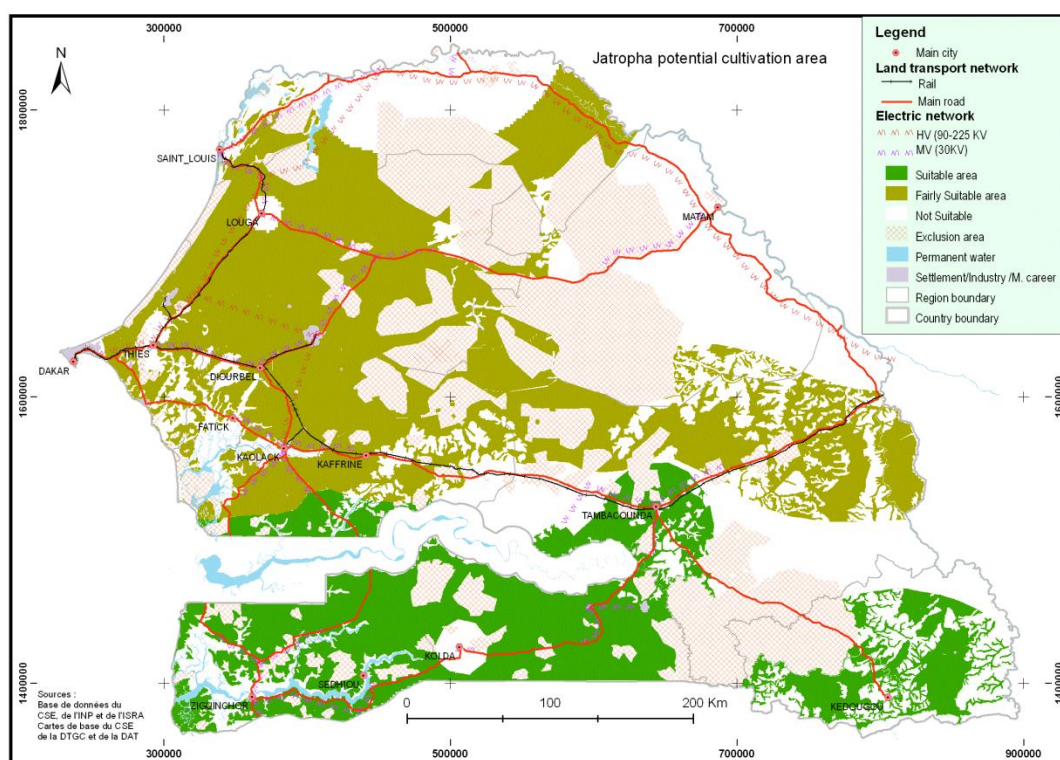 300000
500000
700000
N
Jatropha potential cultivation area
Legend
Main city
Land transport network
Rail
Main road
Electric network
HV (90-225 KV
MV (30KV)
Suitable area
Fairly Suitable area
Not Suitable
Exclusion area
Permanent water
Settlement/Industry /M. career
Region boundary
Country boundary
1800000
SAINT_LOUIS
LOUGA
MATAM
THIES
DAKAR
DIOURBEL
1600000
1600000
FATICK
KAOLACK
KAFFRINE
TAMBACOUNDA
KOLDA
SEDHIOU
ZIGUINCHOR
KEDOUGOU
1400000
1400000
Sources :
Base de données du
CSE, de l'INP et de l'ISRA
Cartes de base du CSE
de la DTGC et de la DAT
0
100
200 Km
300000
500000
700000
900000